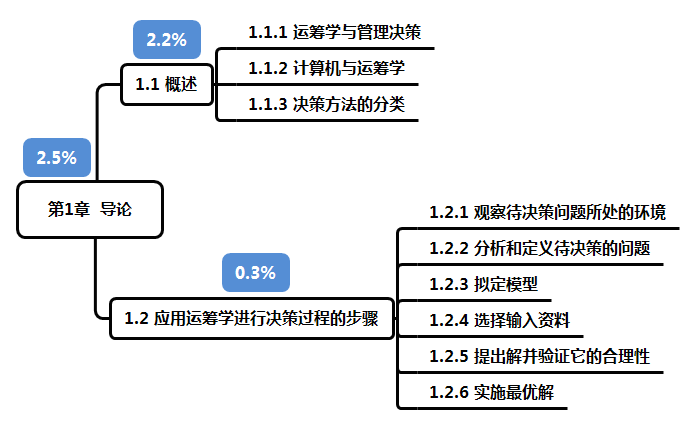 2.5%
第1章 导论
2.2%
1.1 概述
1.1.1 运筹学与管理决策
1.1.2 计算机与运筹学
1.1.3 决策方法的分类
0.3%
1.2 应用运筹学进行决策过程的步骤
1.2.1 观察待决策问题所处的环境
1.2.2 分析和定义待决策的问题
1.2.3 拟定模型
1.2.4 选择输入资料
1.2.5 提出解并验证它的合理性
1.2.6 实施最优解